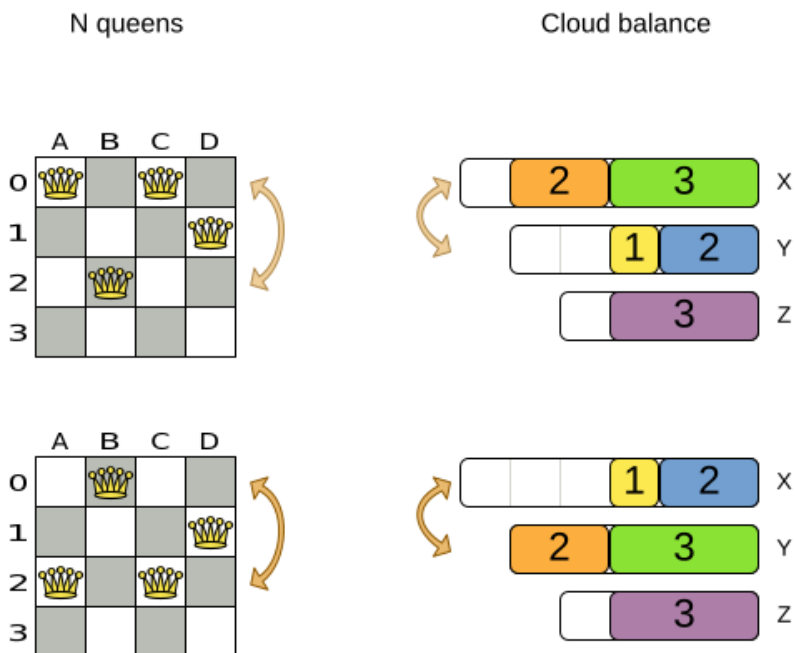 N queens
Cloud balance
A B C D
0
2 3 X
1
1 2 Y
2
3 Z
3
A B C D
0
1 2 X
1
2 3 Y
2
3 Z
3